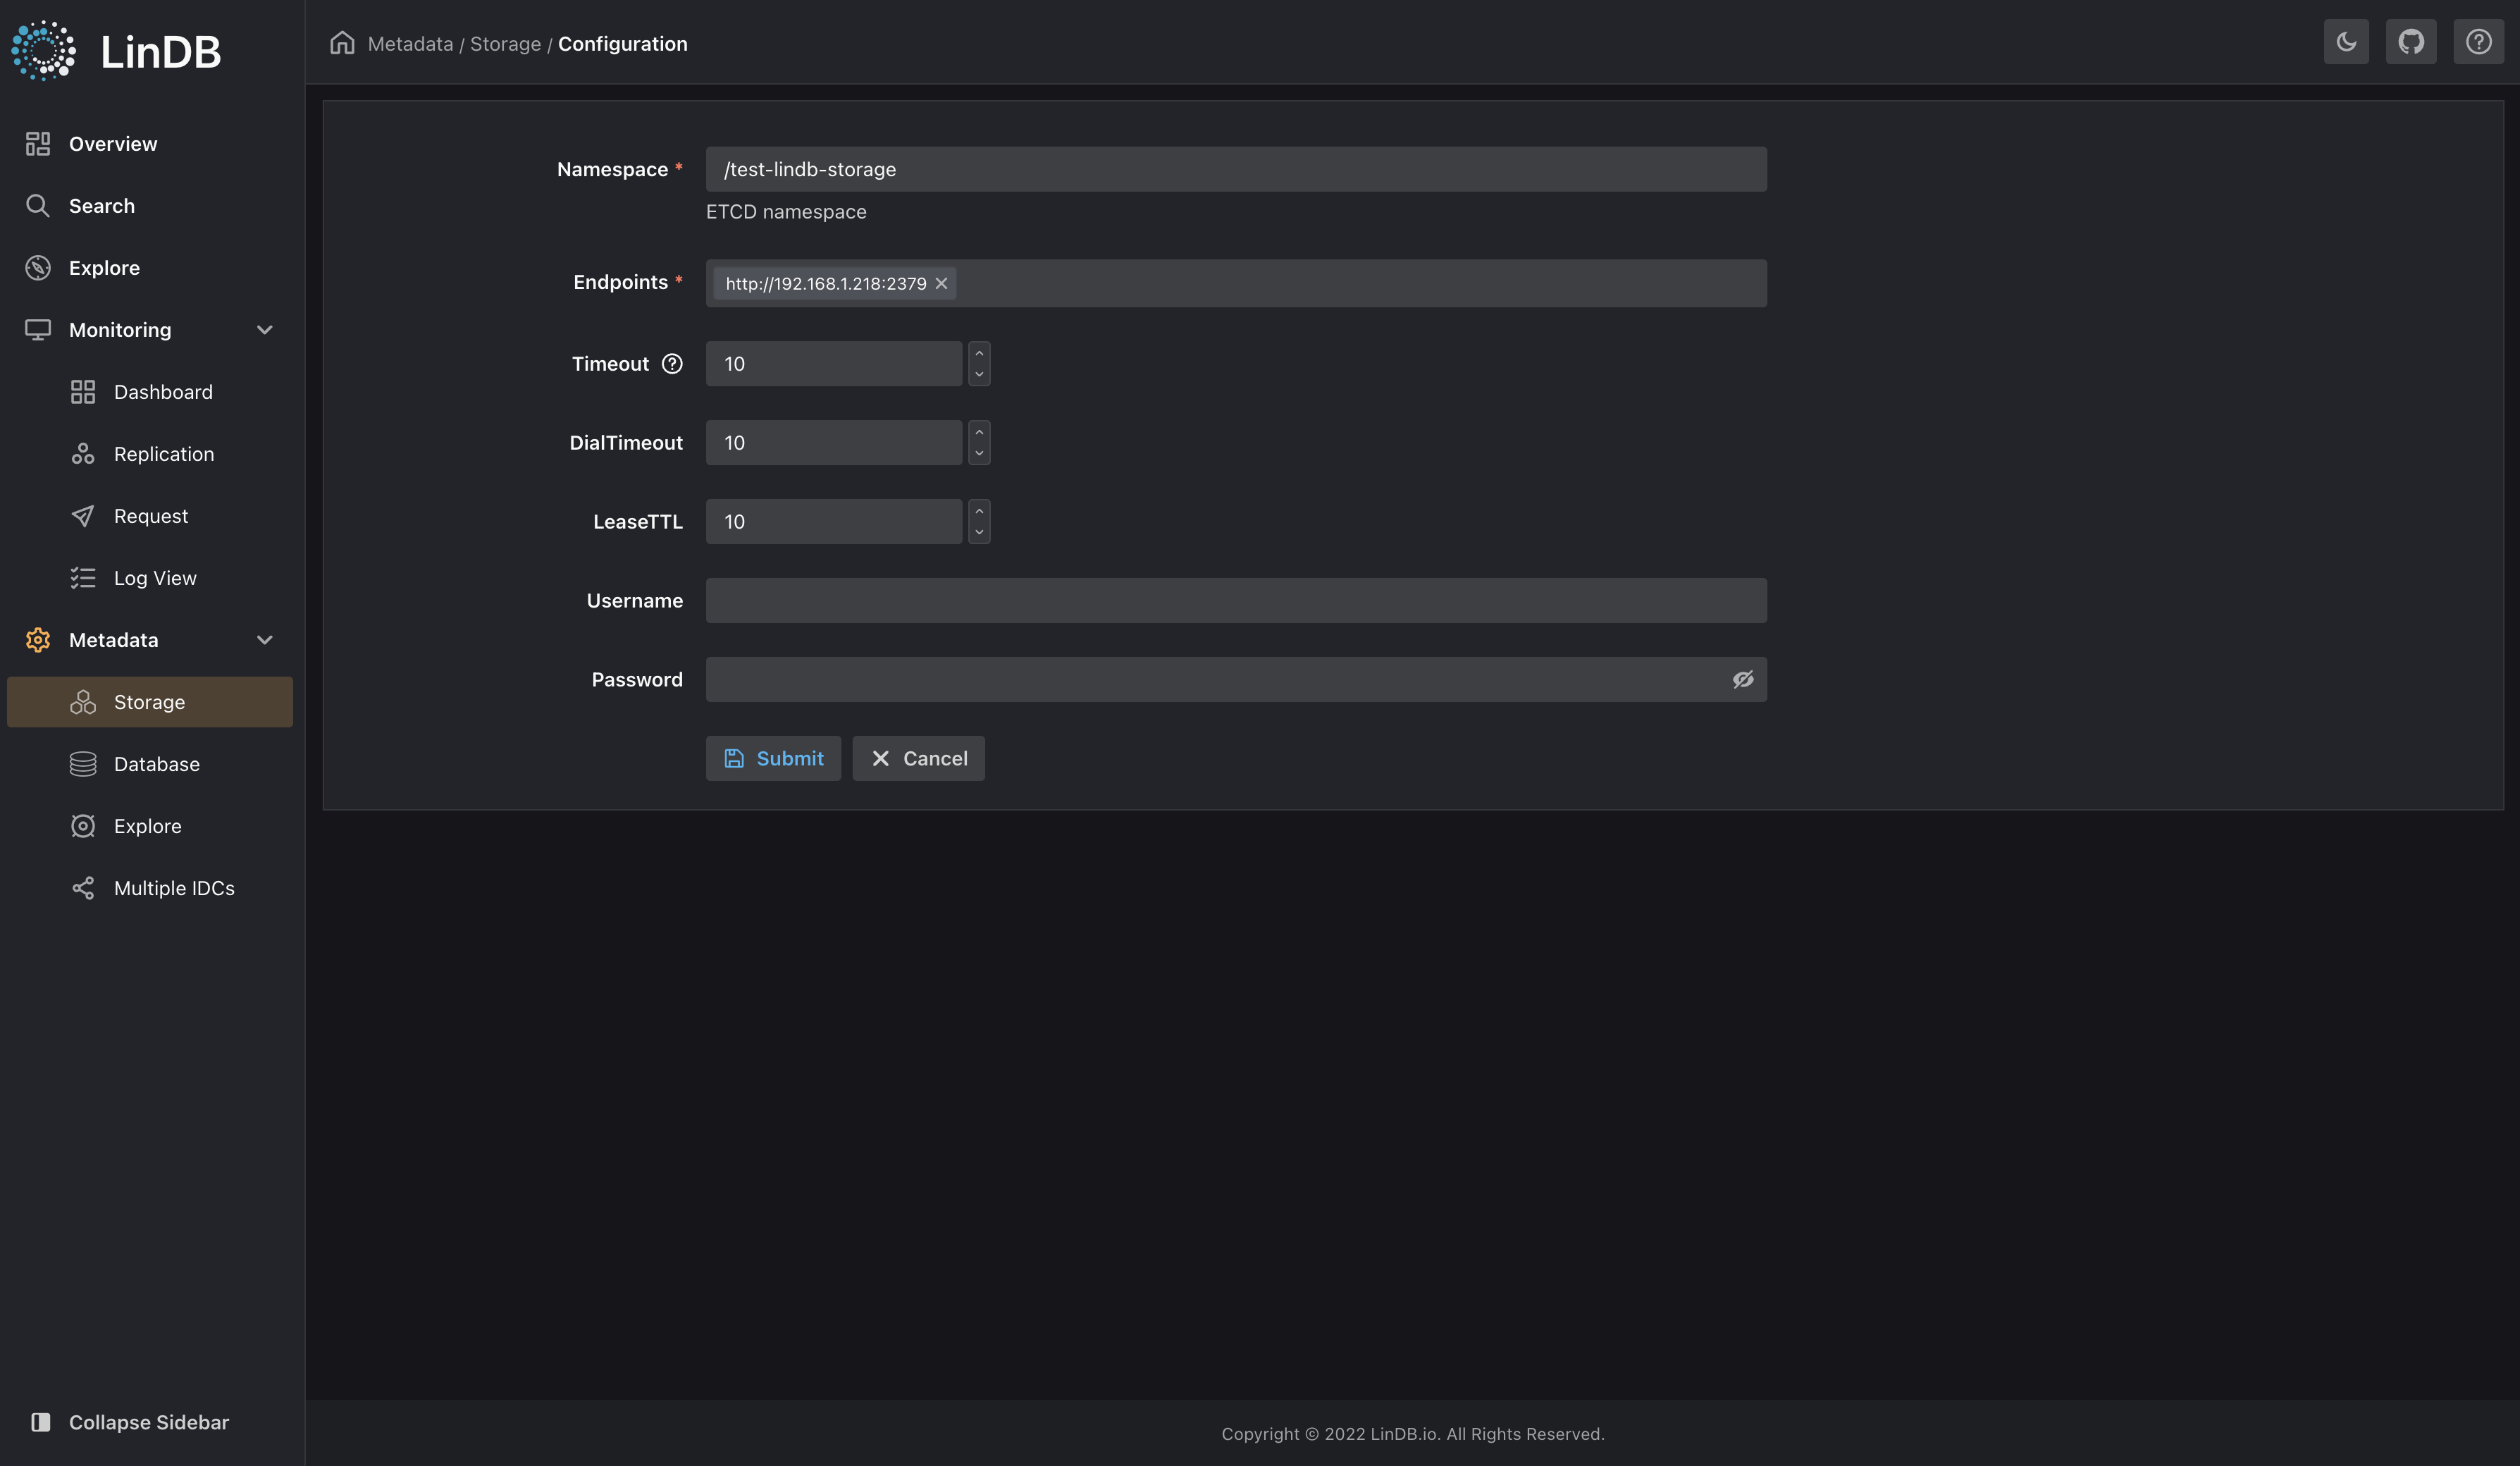 LinDB
Overview
Search
Explore
Monitoring
Dashboard
Replication
Request
Log View
Metadata
Storage
Database
Explore
Multiple IDCs
Collapse Sidebar
Metadata / Storage / Configuration
Namespace *
/test-lindb-storage
ETCD namespace
Endpoints *
http://192.168.1.218:2379
Timeout
10
DialTimeout
10
LeaseTTL
10
Username
Password
Submit
Cancel
Copyright © 2022 LinDB.io. All Rights Reserved.